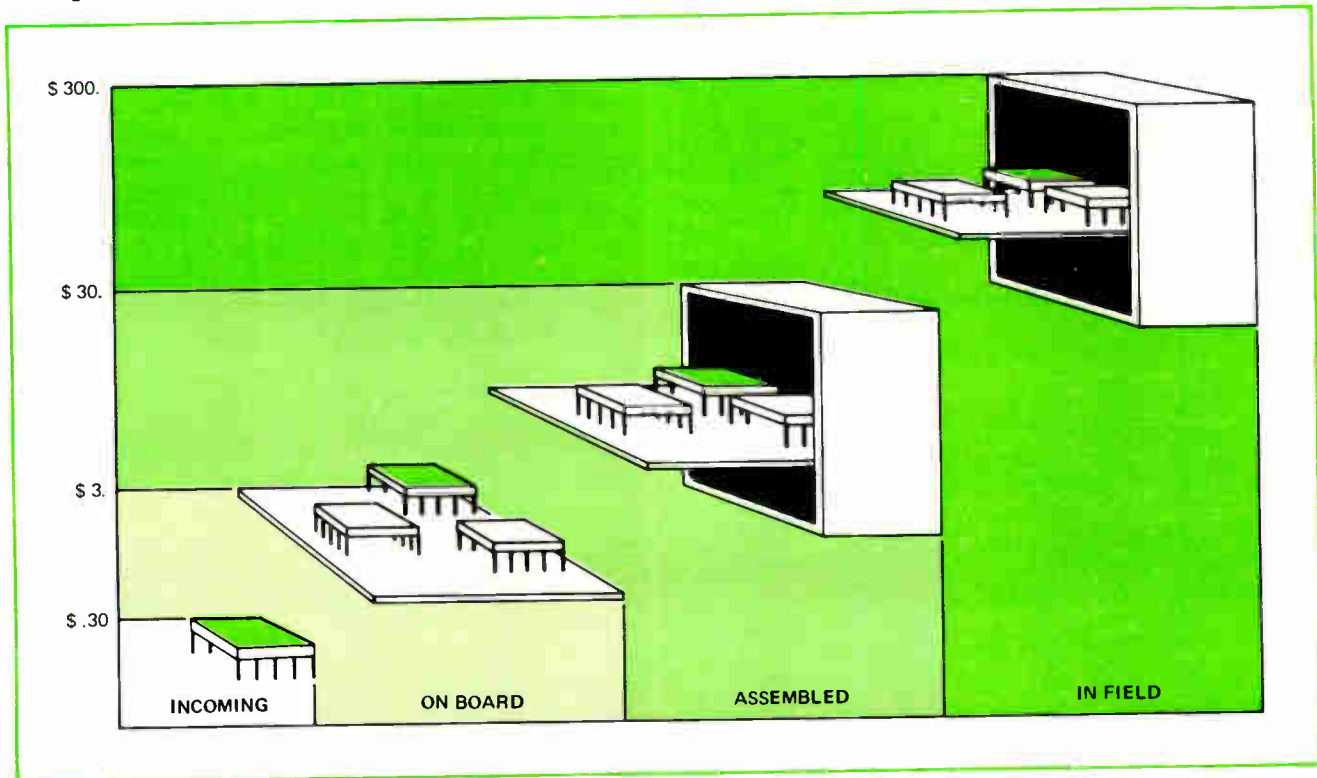 $ 300.
$ 30.
$ 3.
$ .30
INCOMING
ON BOARD
ASSEMBLED
IN FIELD